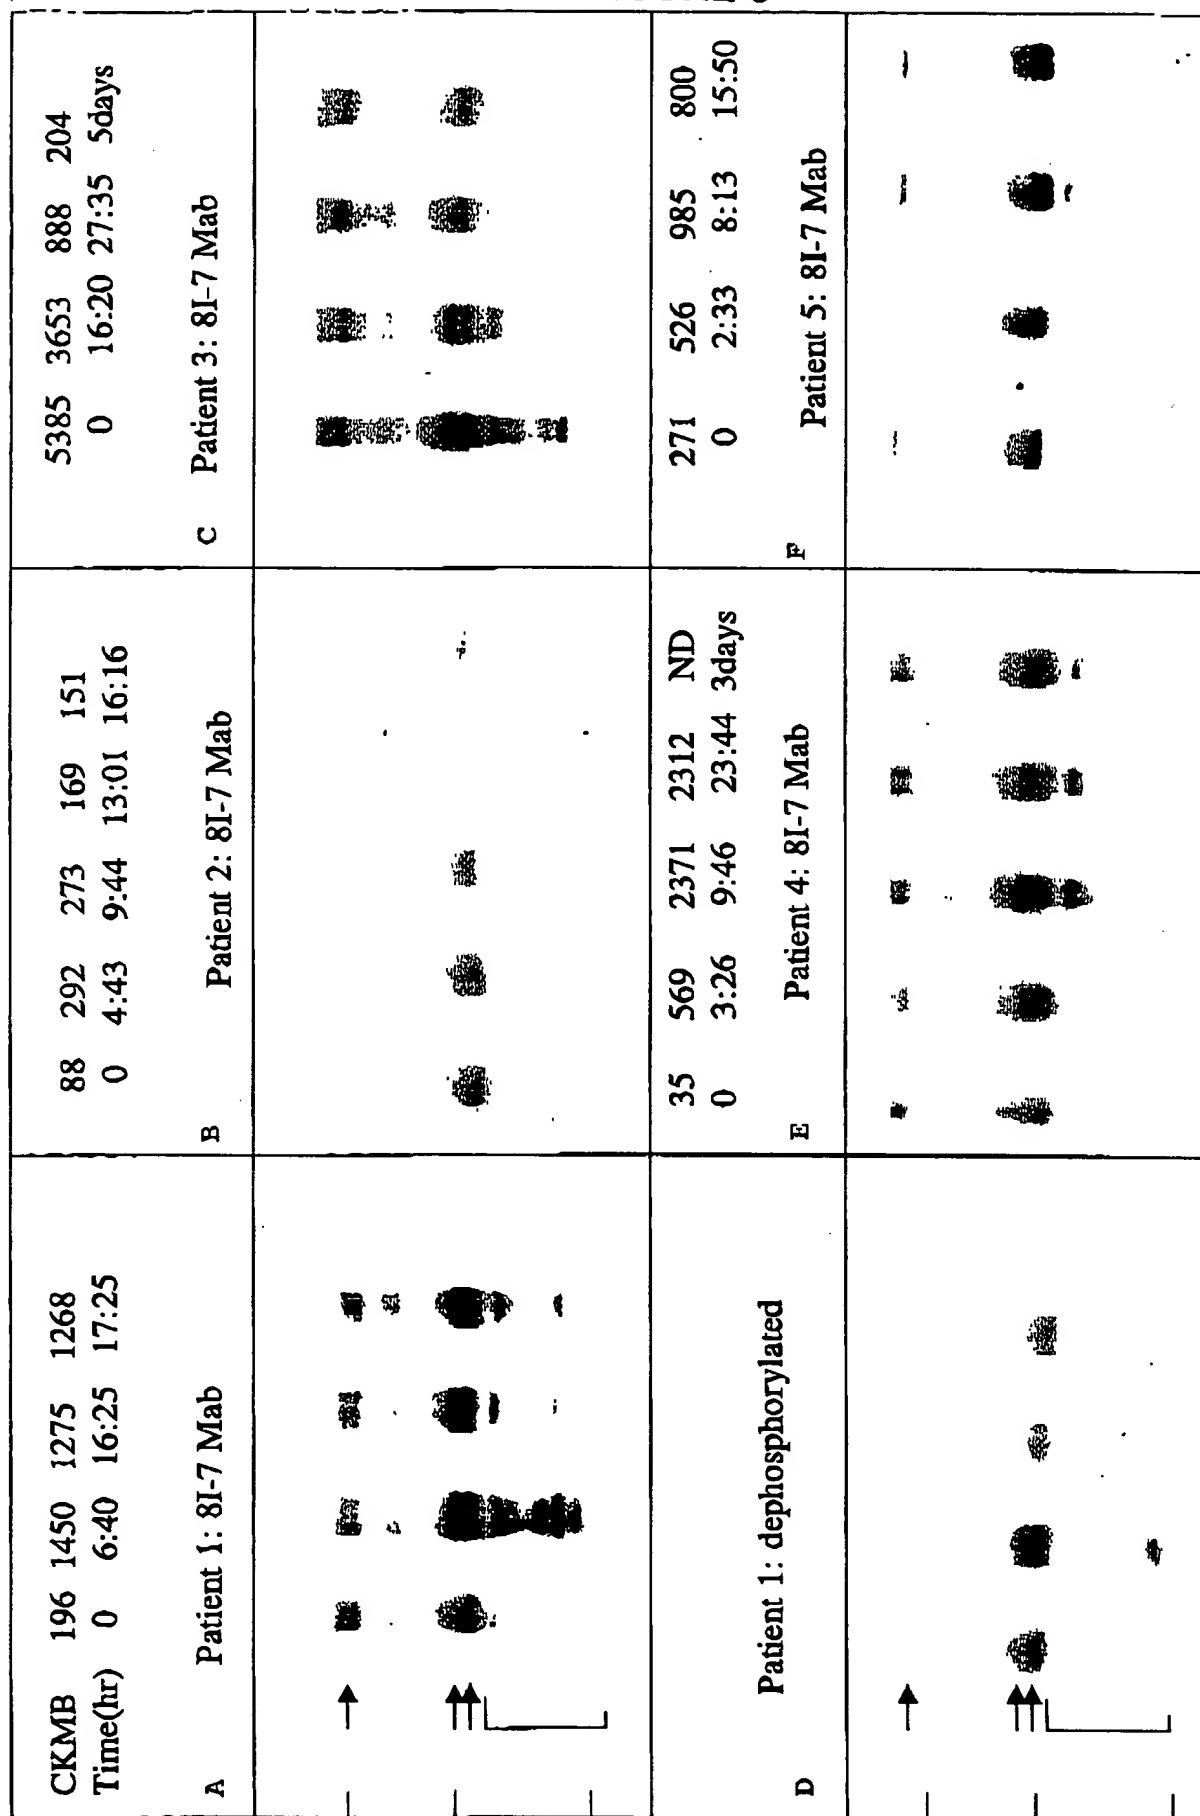 CKMB 196 1450 1275 1268
Time(hr) 0 6:40 16:25 17:25
A Patient 1: 8I-7 Mab
88 292 273 169 151
0 4:43 9:44 13:01 16:16
B Patient 2: 8I-7 Mab
5385 3653 888 204
0 16:20 27:35 5days
C Patient 3: 8I-7 Mab
D Patient 1: dephosphorylated
35 569 2371 2312 ND
0 3:26 9:46 23:44 3days
E Patient 4: 8I-7 Mab
271 526 985 800
0 2:33 8:13 15:50
F Patient 5: 8I-7 Mab